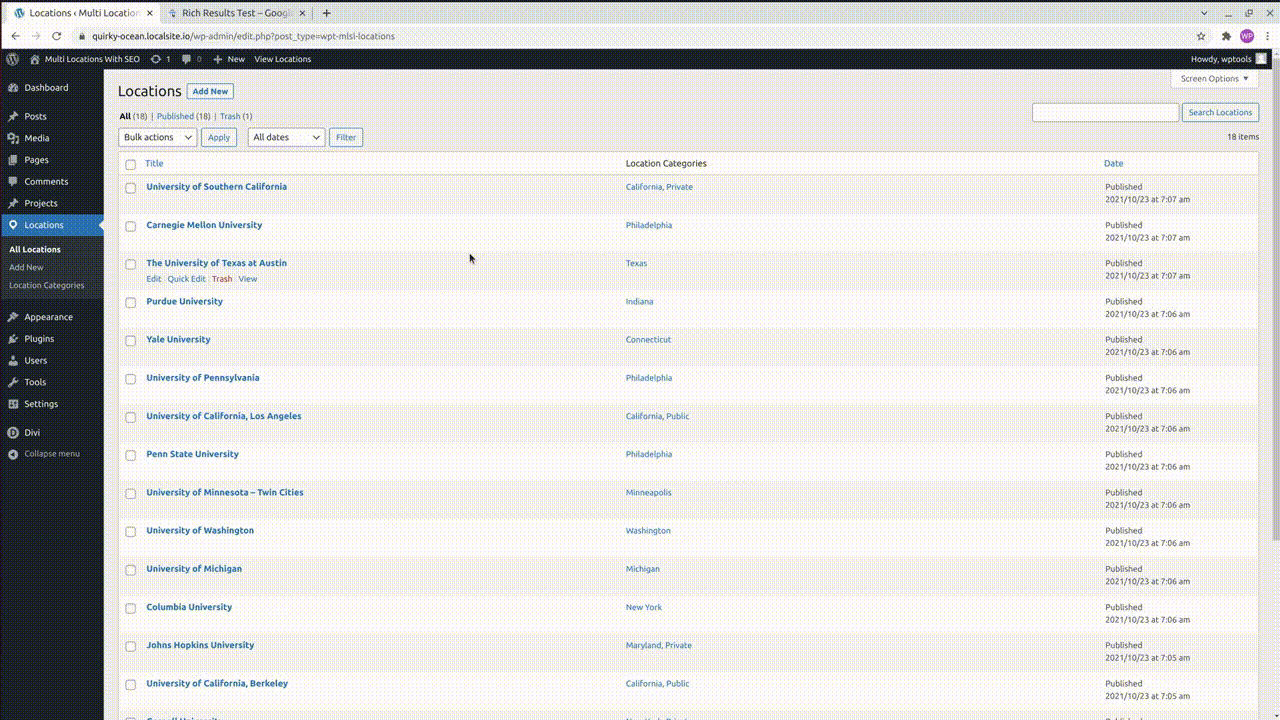 Locations ‹ Multi Location
Rich Results Test – Googl
quirky-ocean.localsite.io/wp-admin/edit.php?post_type=wpt-mlsl-locations
WP
Multi Locations With SEO 1 0 New View Locations
Howdy, wptools
Dashboard
Posts
Media
Pages
Comments
Projects
Locations
All Locations
Add New
Location Categories
Appearance
Plugins
Users
Tools
Settings
Divi
Collapse menu
Screen Options
Locations Add New
All (18) | Published (18) | Trash (1)
Search Locations
Bulk actions Apply All dates Filter
18 items
Title Location Categories Date
University of Southern California California, Private Published
2021/10/23 at 7:07 am
Carnegie Mellon University Philadelphia Published
2021/10/23 at 7:07 am
The University of Texas at Austin Texas Published
Edit Quick Edit Trash View 2021/10/23 at 7:07 am
Purdue University Indiana Published
2021/10/23 at 7:06 am
Yale University Connecticut Published
2021/10/23 at 7:06 am
University of Pennsylvania Philadelphia Published
2021/10/23 at 7:06 am
University of California, Los Angeles California, Public Published
2021/10/23 at 7:06 am
Penn State University Philadelphia Published
2021/10/23 at 7:06 am
University of Minnesota – Twin Cities Minneapolis Published
2021/10/23 at 7:06 am
University of Washington Washington Published
2021/10/23 at 7:06 am
University of Michigan Michigan Published
2021/10/23 at 7:06 am
Columbia University New York Published
2021/10/23 at 7:06 am
Johns Hopkins University Maryland, Private Published
2021/10/23 at 7:05 am
University of California, Berkeley California, Public Published
2021/10/23 at 7:05 am